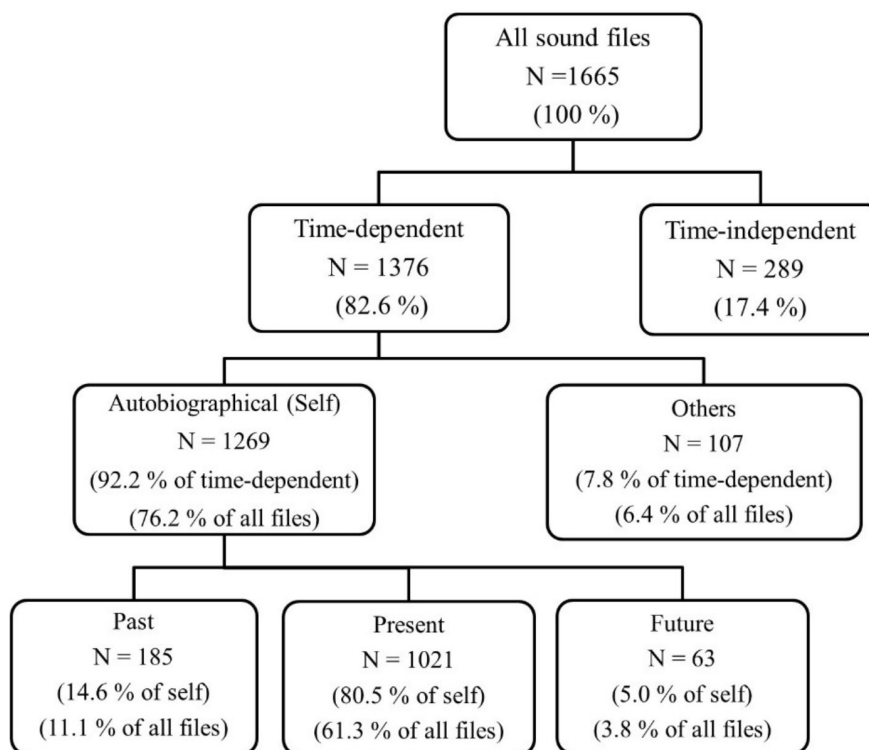 All sound files
N =1665
(100 %)
Time-dependent
N = 1376
(82.6 %)
Time-independent
N = 289
(17.4 %)
Autobiographical (Self)
N = 1269
(92.2 % of time-dependent)
(76.2 % of all files)
Others
N = 107
(7.8 % of time-dependent)
(6.4 % of all files)
Past
N = 185
(14.6 % of self)
(11.1 % of all files)
Present
N = 1021
(80.5 % of self)
(61.3 % of all files)
Future
N = 63
(5.0 % of self)
(3.8 % of all files)